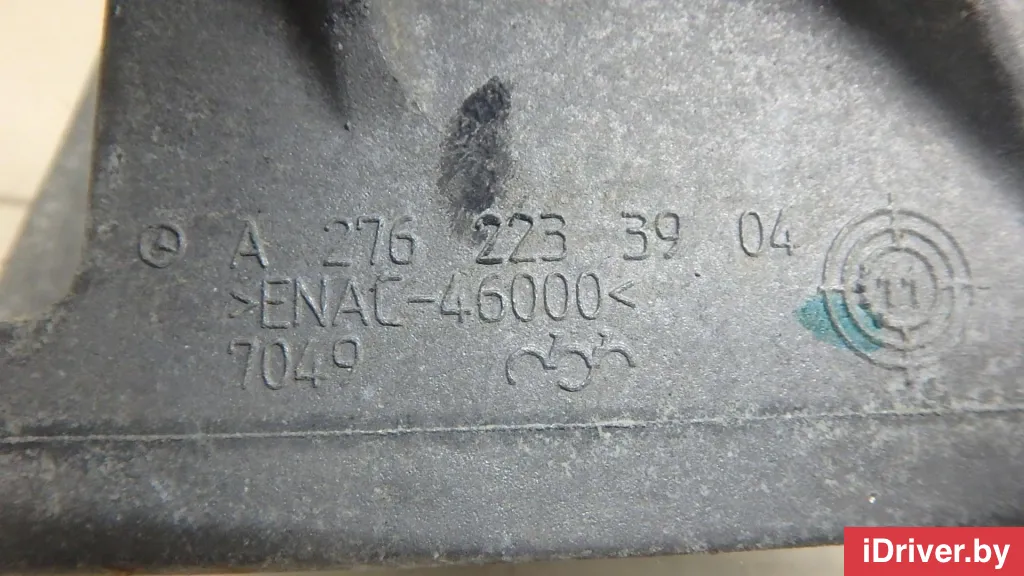 A 276 223 39 04
>ENAC-46000<
7049
iDriver.by